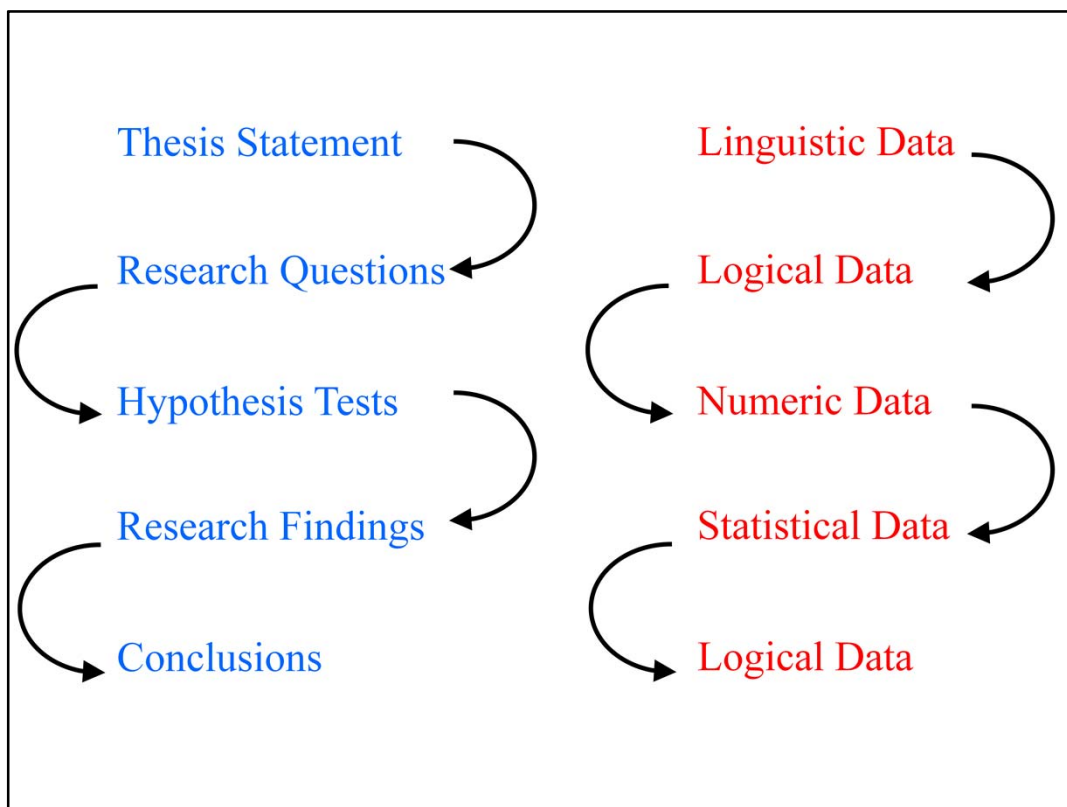 Thesis Statement
Linguistic Data
Research Questions
Logical Data
Hypothesis Tests
Numeric Data
Research Findings
Statistical Data
Conclusions
Logical Data